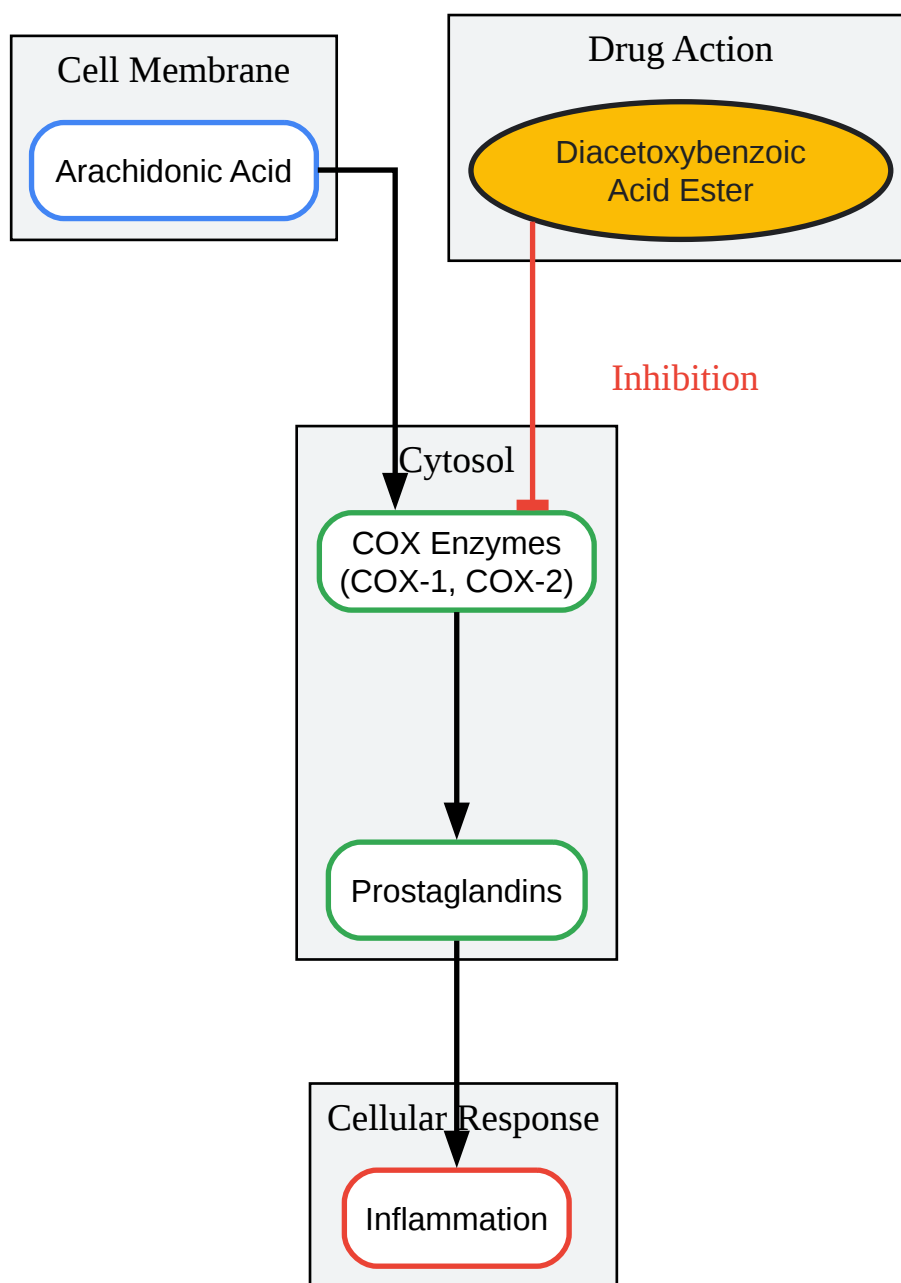 Cell Membrane
Arachidonic Acid
Drug Action
Diacetoxybenzoic
Acid Ester
Inhibition
Cytosol
COX Enzymes
(COX-1, COX-2)
Prostaglandins
Cellular Response
Inflammation